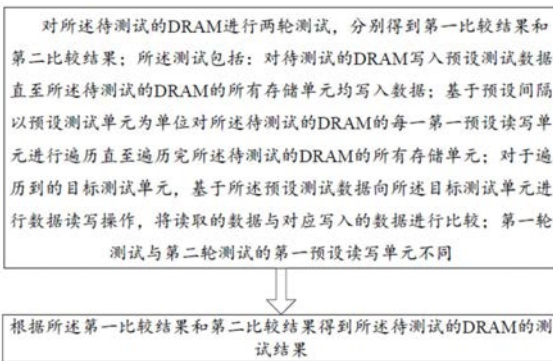 对所述待测试的DRAM进行两轮测试，分别得到第一比较结果和
第二比较结果；所述测试包括：对待测试的DRAM写入预设测试数据
直至所述待测试的DRAM的所有存储单元均写入数据；基于预设间隔
以预设测试单元为单位对所述待测试的DRAM的每一第一预设读写单
元进行遍历直至遍历完所述待测试的DRAM的所有存储单元；对于遍
历到的目标测试单元，基于所述预设测试数据向所述目标测试单元进
行数据读写操作，将读取的数据与对应写入的数据进行比较；第一轮
测试与第二轮测试的第一预设读写单元不同
根据所述第一比较结果和第二比较结果得到所述待测试的DRAM的测
试结果